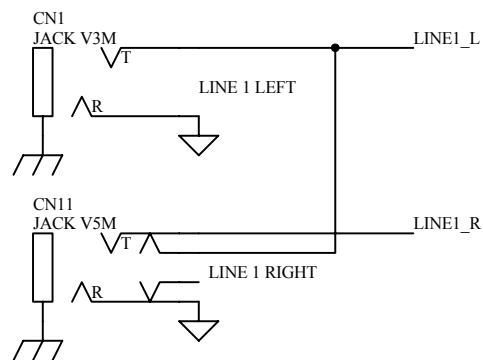 CN1
JACK V3M
T
LINE1_L
LINE 1 LEFT
R
CN11
JACK V5M
T
LINE1_R
LINE 1 RIGHT
R